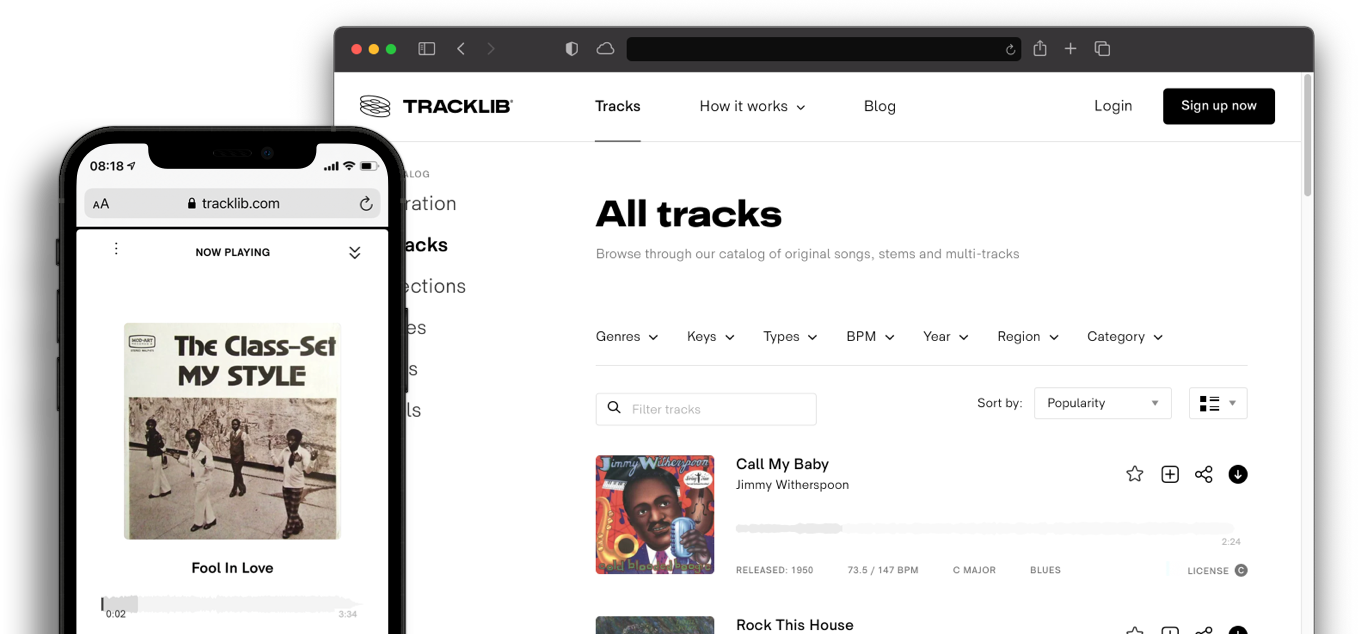 TRACKLIB
Tracks
How it works
Blog
Login
Sign up now
08:18
AA
tracklib.com
NOW PLAYING
MOD-ART
The Class-Set
MY STYLE
Fool In Love
0:02
3:34
ALOG
ration
acks
ections
es
s
ls
All tracks
Browse through our catalog of original songs, stems and multi-tracks
Genres Keys Types BPM Year Region Category
Filter tracks
Sort by: Popularity
Jimmy Witherspoon
Call My Baby
Jimmy Witherspoon
2:24
RELEASED: 1950 73.5 / 147 BPM C MAJOR BLUES LICENSE C
Rock This House